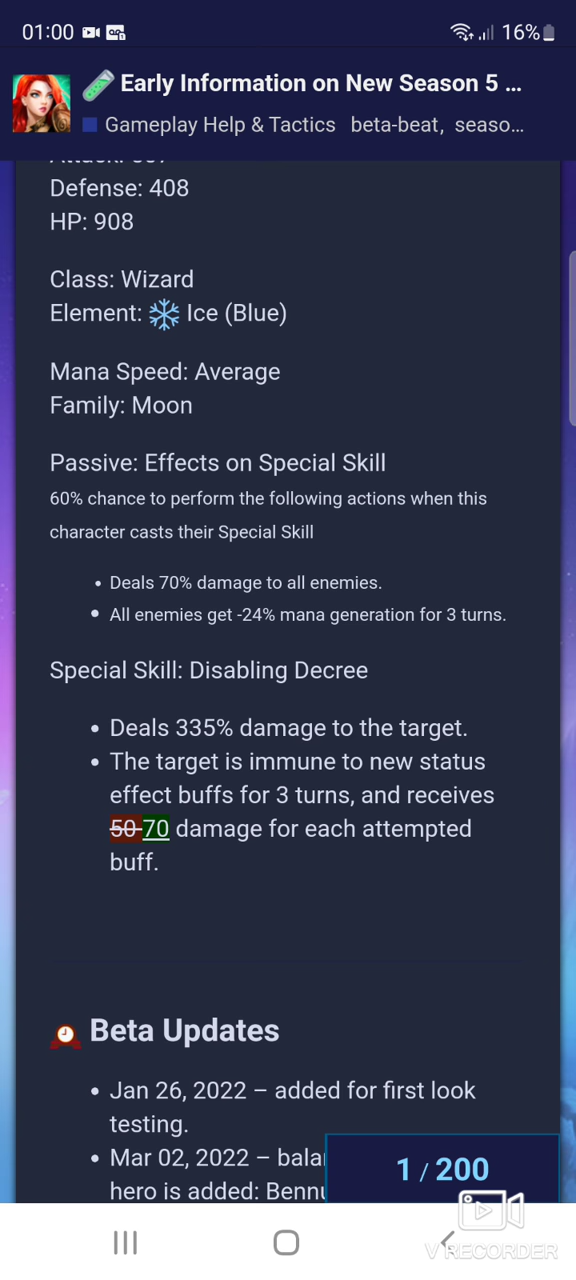 01:00
16%
Early Information on New Season 5 ...
Gameplay Help & Tactics beta-beat, seaso...
Defense: 408
HP: 908
Class: Wizard
Element: Ice (Blue)
Mana Speed: Average
Family: Moon
Passive: Effects on Special Skill
60% chance to perform the following actions when this
character casts their Special Skill
• Deals 70% damage to all enemies.
• All enemies get -24% mana generation for 3 turns.
Special Skill: Disabling Decree
• Deals 335% damage to the target.
• The target is immune to new status
effect buffs for 3 turns, and receives
50 70 damage for each attempted
buff.
Beta Updates
• Jan 26, 2022 – added for first look
testing.
• Mar 02, 2022 –
hero is added:
1 / 200
V RECORDER